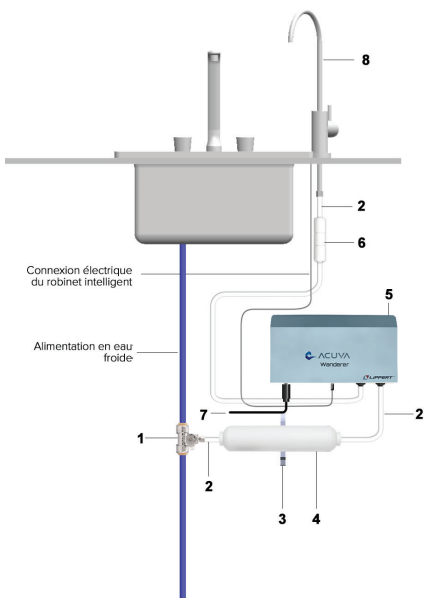 8
2
6
Connexion électrique
du robinet intelligent
5
Alimentation en eau
froide
ACUVA
Wanderer
LIPPERT
7
2
1
2
3
4